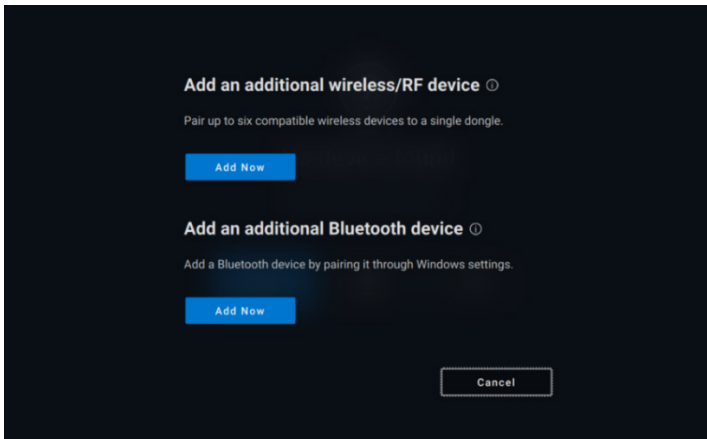 Add an additional wireless/RF device
Pair up to six compatible wireless devices to a single dongle.
Add Now
Add an additional Bluetooth device
Add a Bluetooth device by pairing it through Windows settings.
Add Now
Cancel